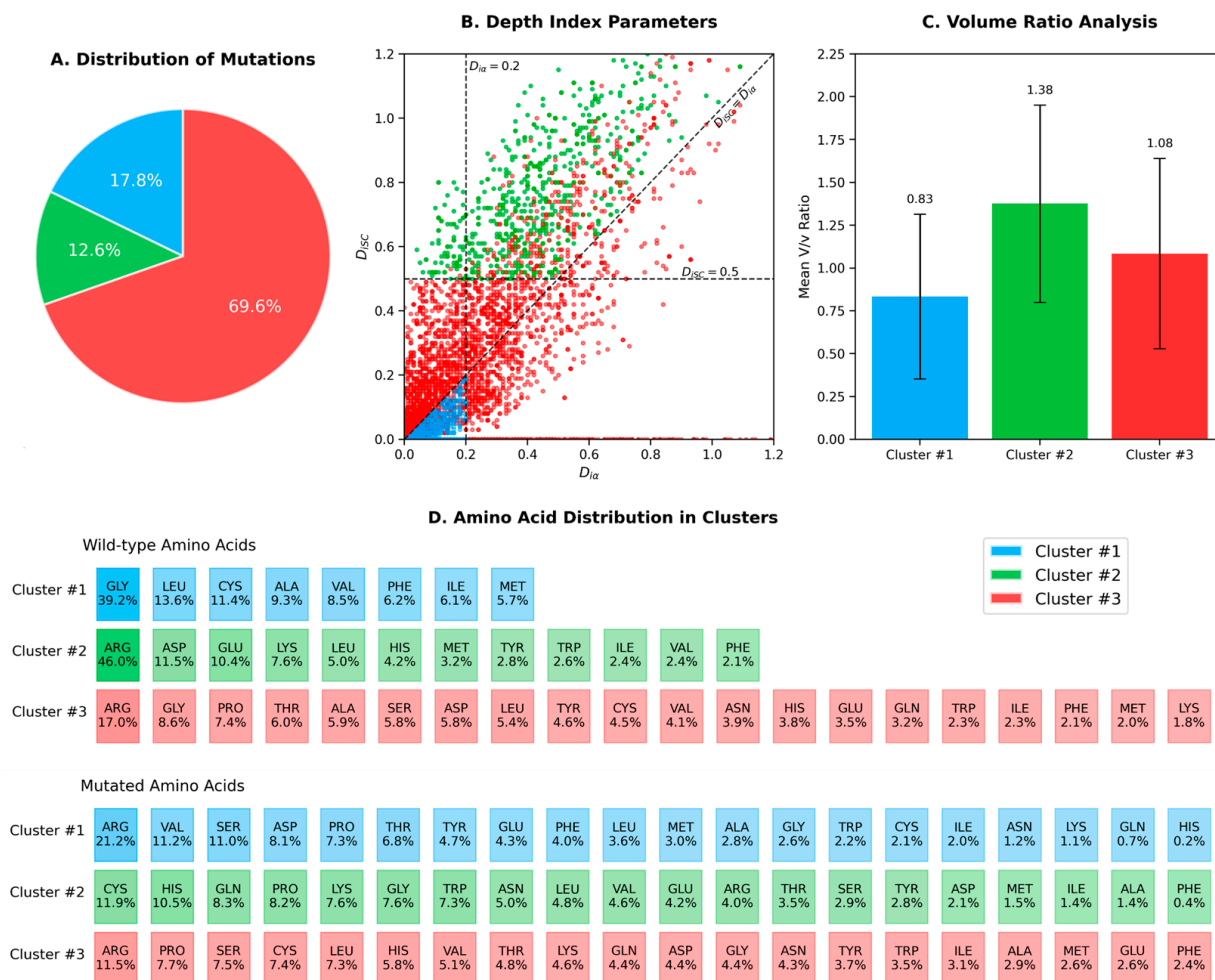 A. Distribution of Mutations
17.8%
12.6%
69.6%
B. Depth Index Parameters
1.2
1.0
0.8
0.6
0.4
0.2
0.0
D_iSC
D_iα = 0.2
D_iSC = D_iα
D_iSC = 0.5
0.0 0.2 0.4 0.6 0.8 1.0 1.2
D_iα
C. Volume Ratio Analysis
2.25
2.00
1.75
1.50
1.25
1.00
0.75
0.50
0.25
0.00
Mean V/v Ratio
0.83
1.38
1.08
Cluster #1 Cluster #2 Cluster #3
D. Amino Acid Distribution in Clusters
Cluster #1
Cluster #2
Cluster #3
Wild-type Amino Acids
Cluster #1
GLY LEU CYS ALA VAL PHE ILE MET
39.2% 13.6% 11.4% 9.3% 8.5% 6.2% 6.1% 5.7%
Cluster #2
ARG ASP GLU LYS LEU HIS MET TYR TRP ILE VAL PHE
46.0% 11.5% 10.4% 7.6% 5.0% 4.2% 3.2% 2.8% 2.6% 2.4% 2.4% 2.1%
Cluster #3
ARG GLY PRO THR ALA SER ASP LEU TYR CYS VAL ASN HIS GLU GLN TRP ILE PHE MET LYS
17.0% 8.6% 7.4% 6.0% 5.9% 5.8% 5.8% 5.4% 4.6% 4.5% 4.1% 3.9% 3.8% 3.5% 3.2% 2.3% 2.3% 2.1% 2.0% 1.8%
Mutated Amino Acids
Cluster #1
ARG VAL SER ASP PRO THR TYR GLU PHE LEU MET ALA GLY TRP CYS ILE ASN LYS GLN HIS
21.2% 11.2% 11.0% 8.1% 7.3% 6.8% 4.7% 4.3% 4.0% 3.6% 3.0% 2.8% 2.6% 2.2% 2.1% 2.0% 1.2% 1.1% 0.7% 0.2%
Cluster #2
CYS HIS GLN PRO LYS GLY TRP ASN LEU VAL GLU ARG THR SER TYR ASP MET ILE ALA PHE
11.9% 10.5% 8.3% 8.2% 7.6% 7.6% 7.3% 5.0% 4.8% 4.6% 4.2% 4.0% 3.5% 2.9% 2.8% 2.1% 1.5% 1.4% 1.4% 0.4%
Cluster #3
ARG PRO SER CYS LEU HIS VAL THR LYS GLN ASP GLY ASN TYR TRP ILE ALA MET GLU PHE
11.5% 7.7% 7.5% 7.4% 7.3% 5.8% 5.1% 4.8% 4.6% 4.4% 4.4% 4.4% 4.3% 3.7% 3.5% 3.1% 2.9% 2.6% 2.6% 2.4%